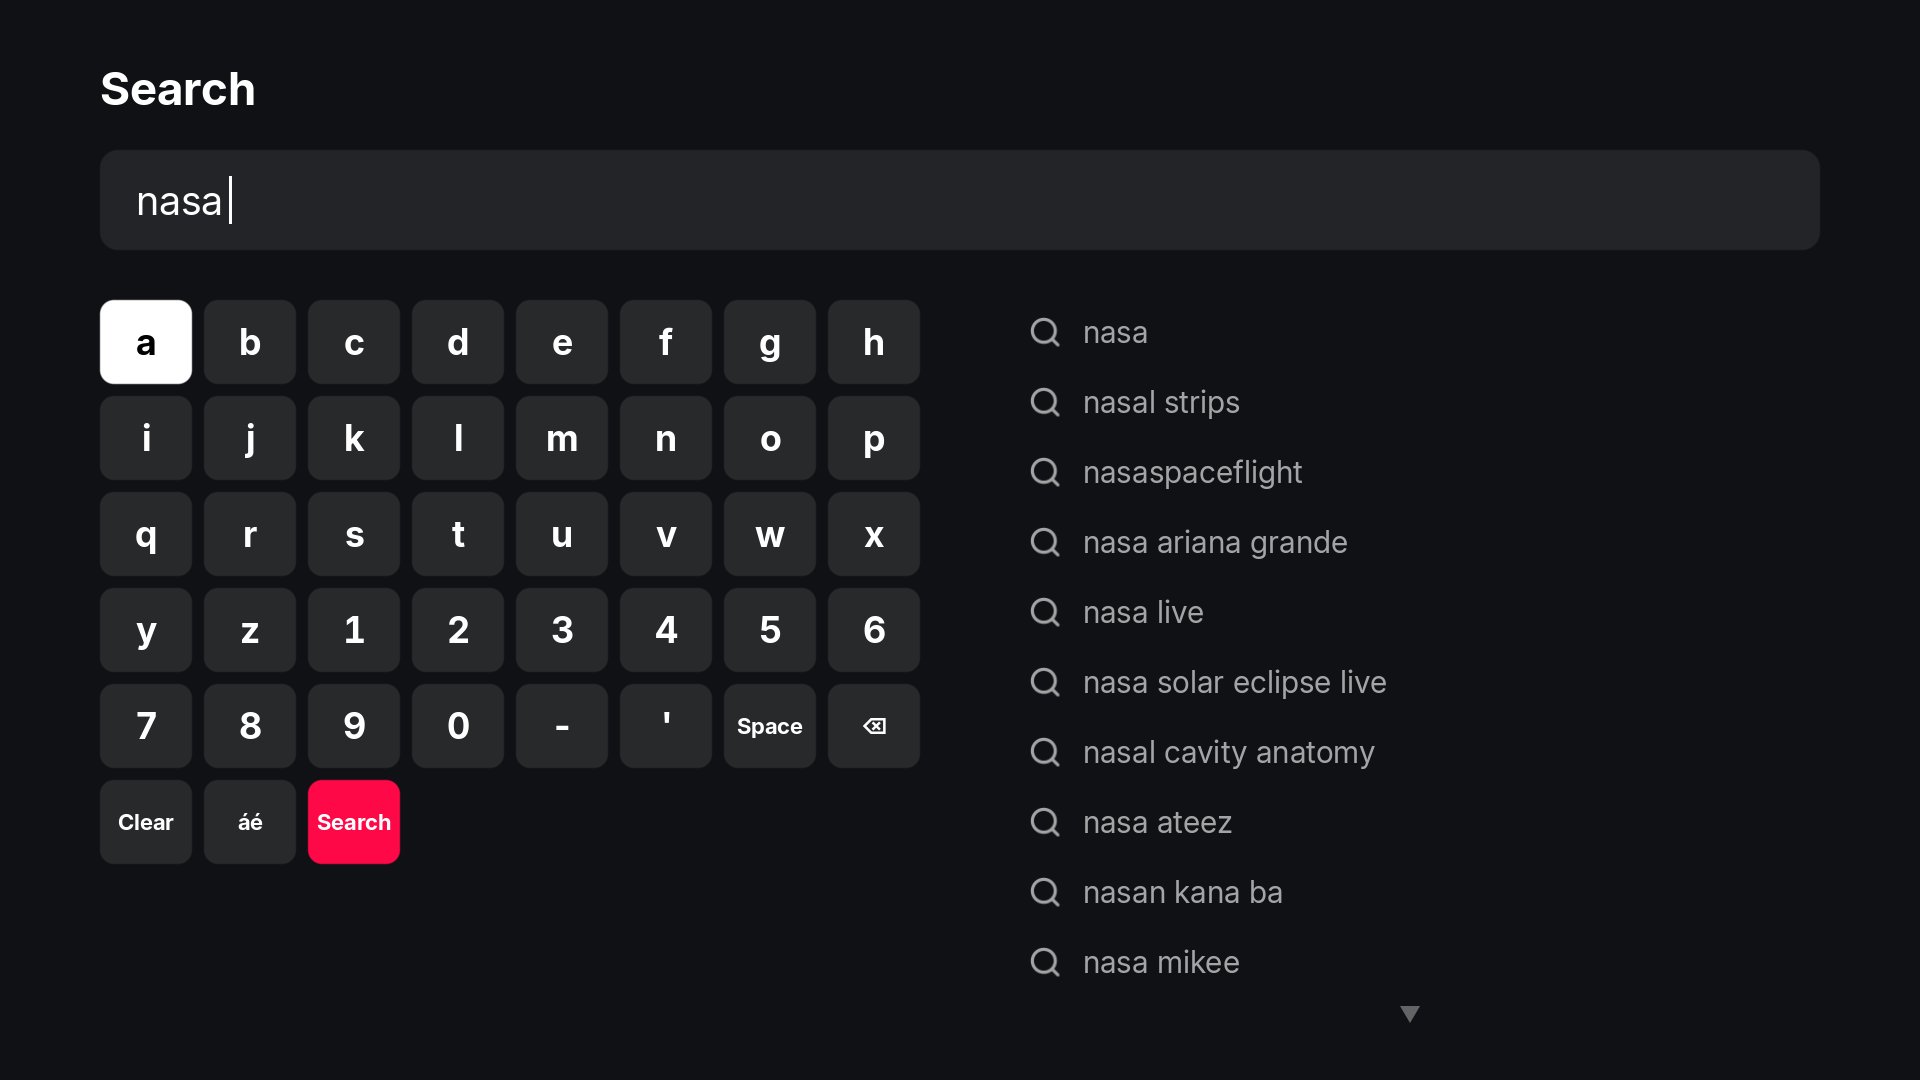 Search
nasa
a b c d e f g h
i j k l m n o p
q r s t u v w x
y z 1 2 3 4 5 6
7 8 9 0 - ' Space
Clear áé Search
nasa
nasal strips
nasaspaceflight
nasa ariana grande
nasa live
nasa solar eclipse live
nasal cavity anatomy
nasa ateez
nasan kana ba
nasa mikee